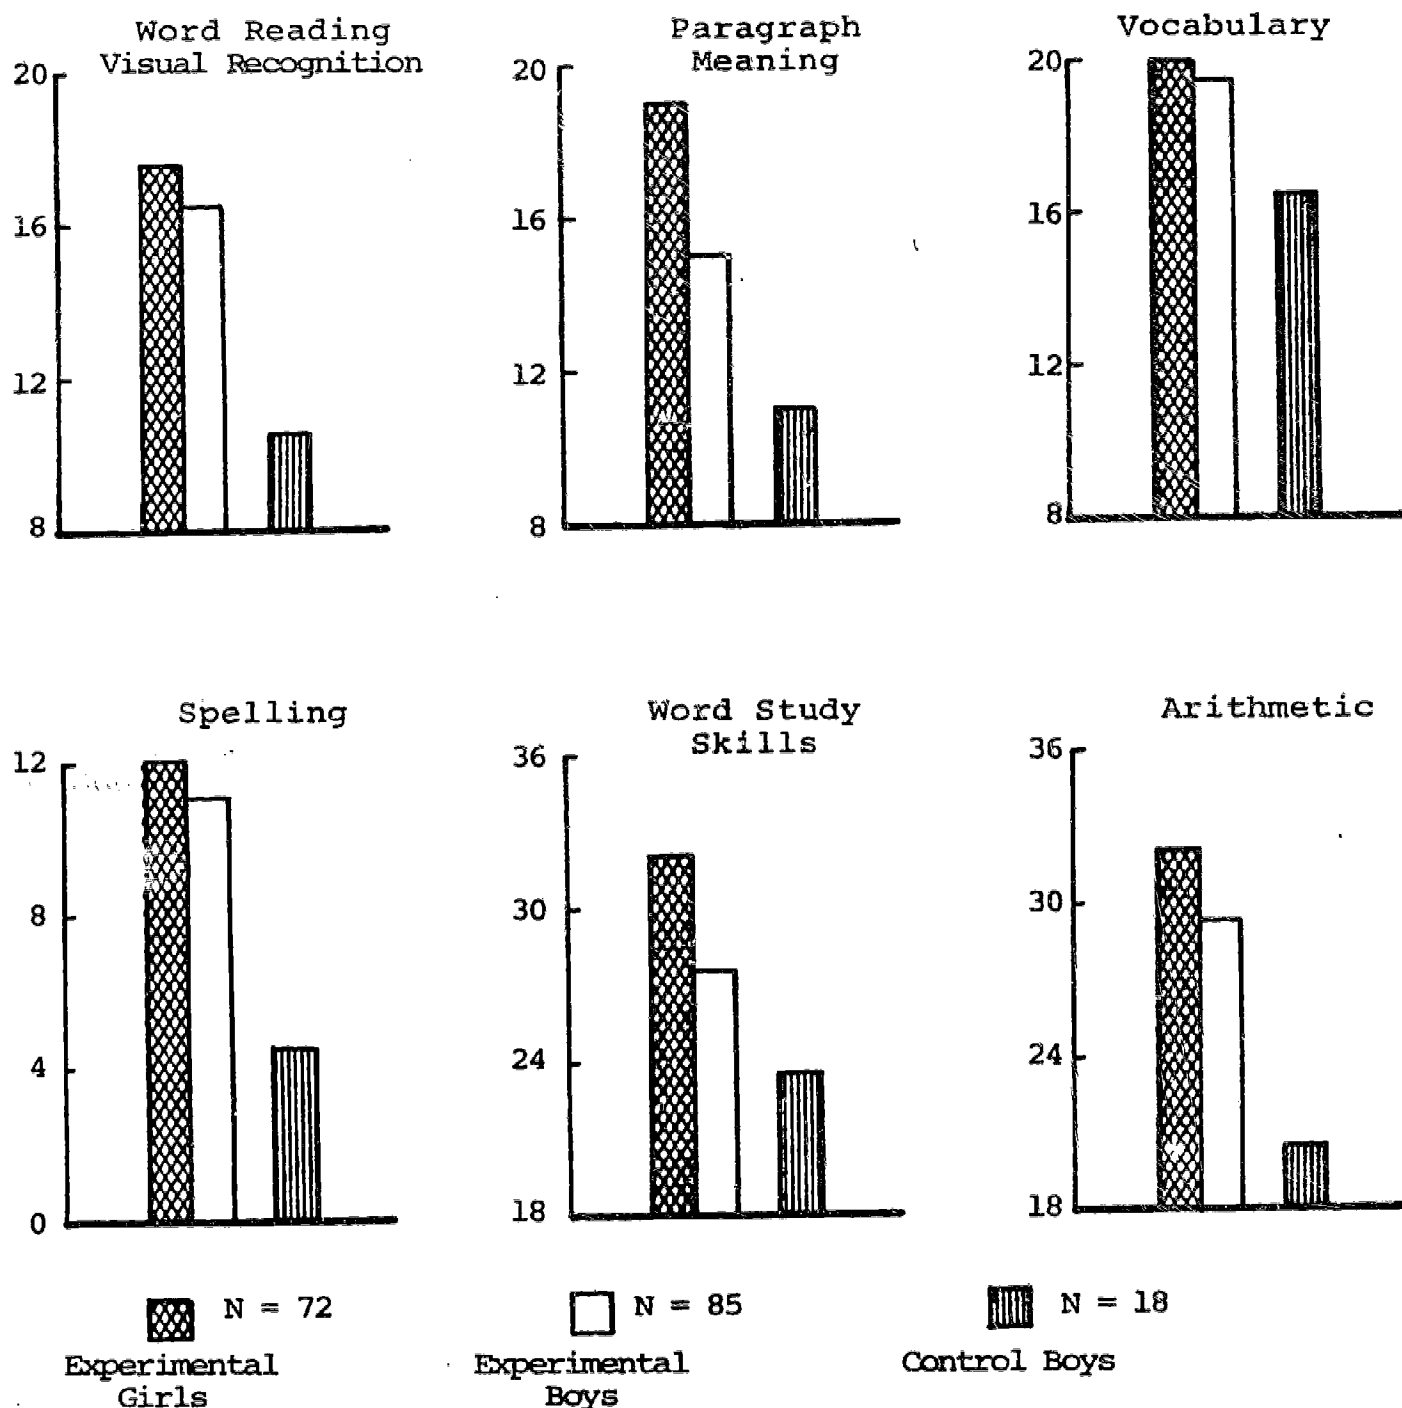 Word Reading
Visual Recognition
20
16
12
8
Paragraph
Meaning
20
16
12
8
Vocabulary
20
16
12
8
Spelling
12
8
4
0
Word Study
Skills
36
30
24
18
Arithmetic
36
30
24
18
N = 72
Experimental
Girls
N = 85
Experimental
Boys
N = 18
Control Boys